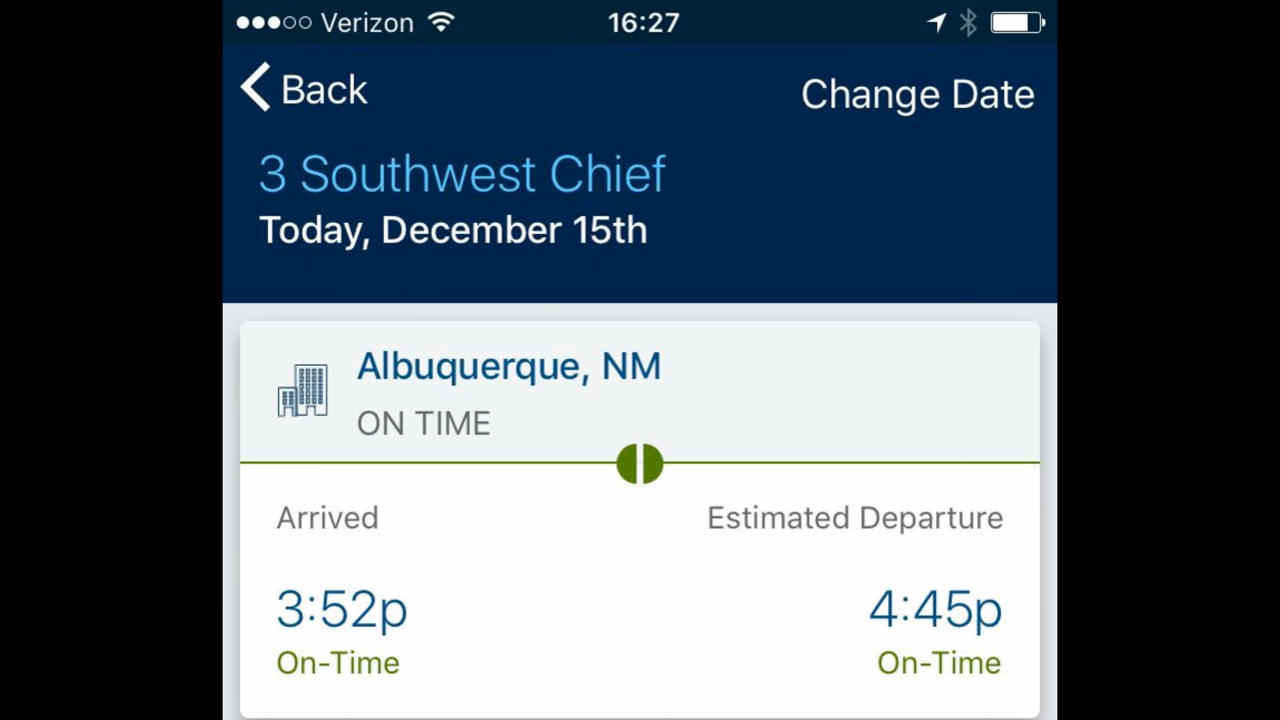 Verizon 16:27
Back Change Date
3 Southwest Chief
Today, December 15th
Albuquerque, NM
ON TIME
Arrived Estimated Departure
3:52p 4:45p
On-Time On-Time